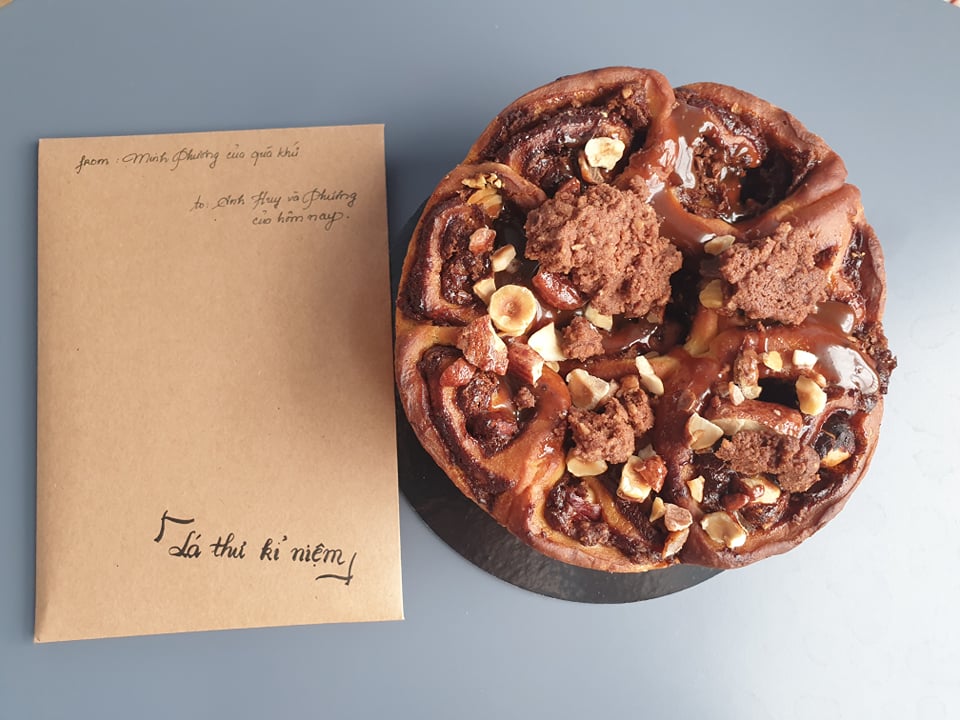 from: Minh Phương của quá khứ
to: Anh Huy và Phương
của hôm nay.
「Lá thư kỉ niệm」